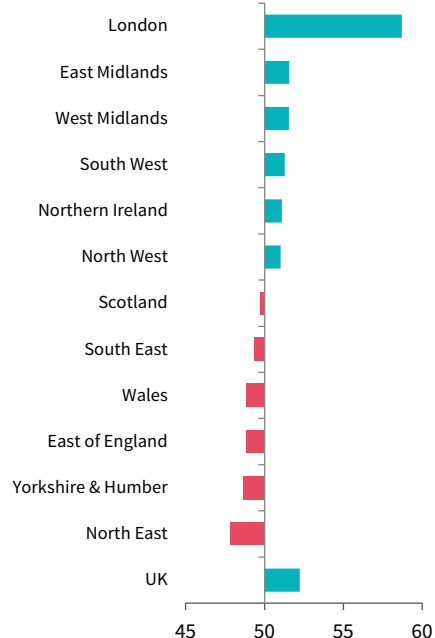 London
East Midlands
West Midlands
South West
Northern Ireland
North West
Scotland
South East
Wales
East of England
Yorkshire & Humber
North East
UK
45 50 55 60